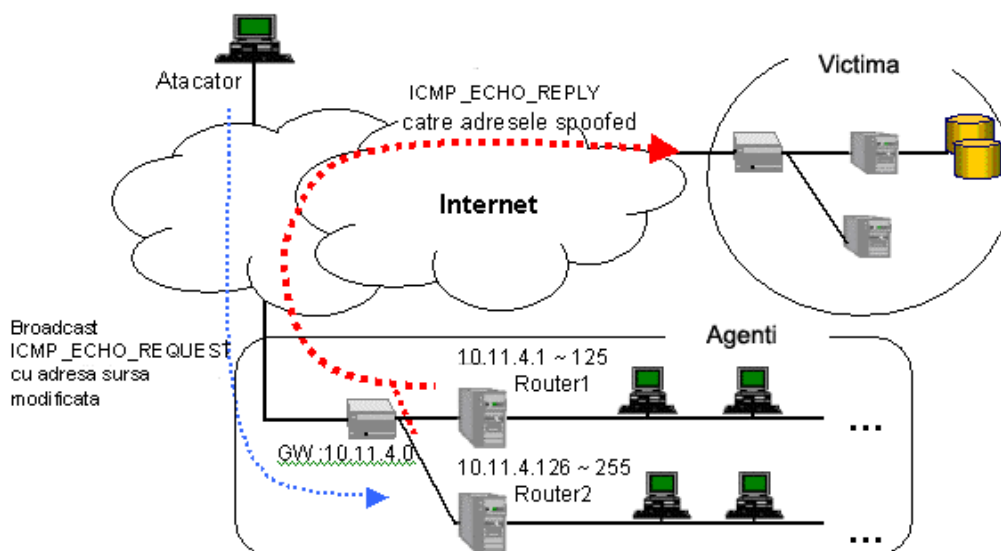 Atacator
ICMP_ECHO_REPLY
catre adresele spoofed
Victima
Internet
Broadcast
ICMP_ECHO_REQUEST
cu adresa sursa
modificata
Agenti
10.11.4.1 ~ 125
Router1
GW :10.11.4.0
10.11.4.126 ~ 255
Router2
...
...